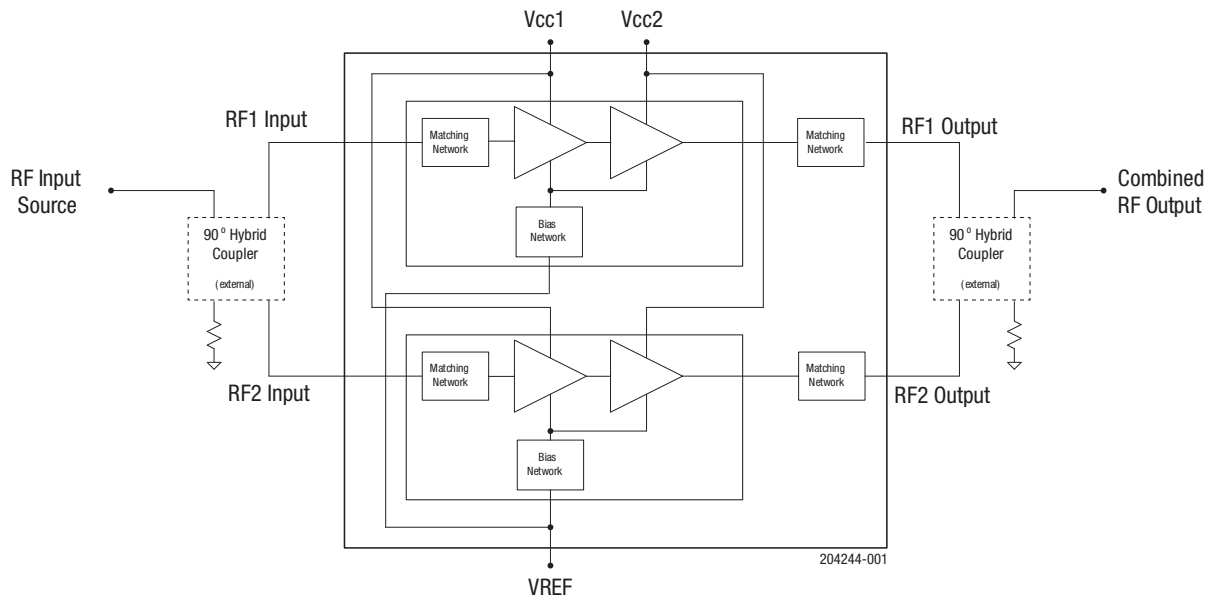 Vcc1
Vcc2
RF1 Input
Matching
Network
Matching
Network
RF1 Output
RF Input
Source
Combined
RF Output
Bias
Network
90° Hybrid
Coupler
(external)
90° Hybrid
Coupler
(external)
Matching
Network
Matching
Network
RF2 Input
RF2 Output
Bias
Network
204244-001
VREF